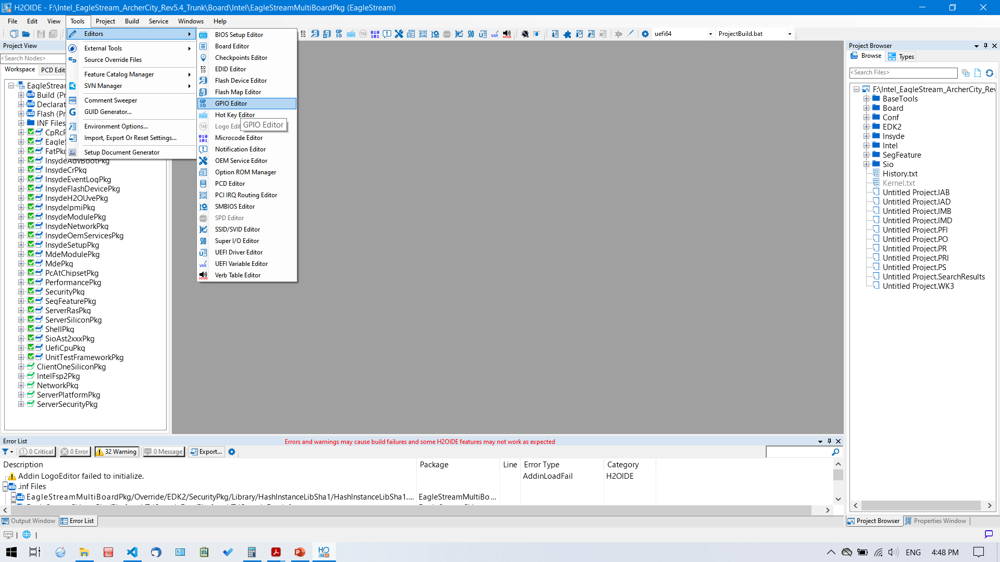 H2OIDE - F:\Intel_EagleStream_ArcherCity_Rev5.4_Trunk\Board\Intel\EagleStreamMultiBoardPkg (EagleStream)
File Edit View Tools Project Build Service Windows Help
uefi64
ProjectBuild.bat
Project View
<Search Nodes>
Workspace
PCD Edit
EagleStream
Build (Pr
Declarat
Flash (Pr
INF Files
CpRcP
EagleS
FatPkg
InsydeAdvBootPkg
InsydeCrPkg
InsydeEventLogPkg
InsydeFlashDevicePkg
InsydeH2OUvePkg
InsydeIpmiPkg
InsydeModulePkg
InsydeNetworkPkg
InsydeOemServicesPkg
InsydeSetupPkg
MdeModulePkg
MdePkg
PcAtChipsetPkg
PerformancePkg
SecurityPkg
SegFeaturePkg
ServerRasPkg
ServerSiliconPkg
ShellPkg
SioAst2xxxPkg
UefiCpuPkg
UnitTestFrameworkPkg
ClientOneSiliconPkg
IntelFsp2Pkg
NetworkPkg
ServerPlatformPkg
ServerSecurityPkg
Editors
External Tools
Source Override Files
Feature Catalog Manager
SVN Manager
Comment Sweeper
GUID Generator...
Environment Options...
Import, Export Or Reset Settings...
Setup Document Generator
BIOS Setup Editor
Board Editor
Checkpoints Editor
EDID Editor
Flash Device Editor
Flash Map Editor
GPIO Editor
Hot Key Editor
Logo Edi
GPIO Editor
Microcode Editor
Notification Editor
OEM Service Editor
Option ROM Manager
PCD Editor
PCI IRQ Routing Editor
SMBIOS Editor
SPD Editor
SSID/SVID Editor
Super I/O Editor
UEFI Driver Editor
UEFI Variable Editor
Verb Table Editor
Project Browser
Browse
Types
<Search Files>
F:\Intel_EagleStream_ArcherCity_Rev
BaseTools
Board
Conf
EDK2
Insyde
Intel
SegFeature
Sio
History.txt
Kernel.txt
Untitled Project.IAB
Untitled Project.IAD
Untitled Project.IMB
Untitled Project.IMD
Untitled Project.PFI
Untitled Project.PO
Untitled Project.PR
Untitled Project.PRI
Untitled Project.PS
Untitled Project.SearchResults
Untitled Project.WK3
Error List
Errors and warnings may cause build failures and some H2OIDE features may not work as expected
0 Critical
0 Error
32 Warning
0 Message
Export...
Description Package Line Error Type Category
Addin LogoEditor failed to initialize. AddinLoadFail H2OIDE
.inf Files
EagleStreamMultiBoardPkg/Override/EDK2/SecurityPkg/Library/HashInstanceLibSha1/HashInstanceLibSha1.... EagleStreamMultiBo...
Output Window
Error List
Project Browser
Properties Window
VPN
ENG
4:48 PM